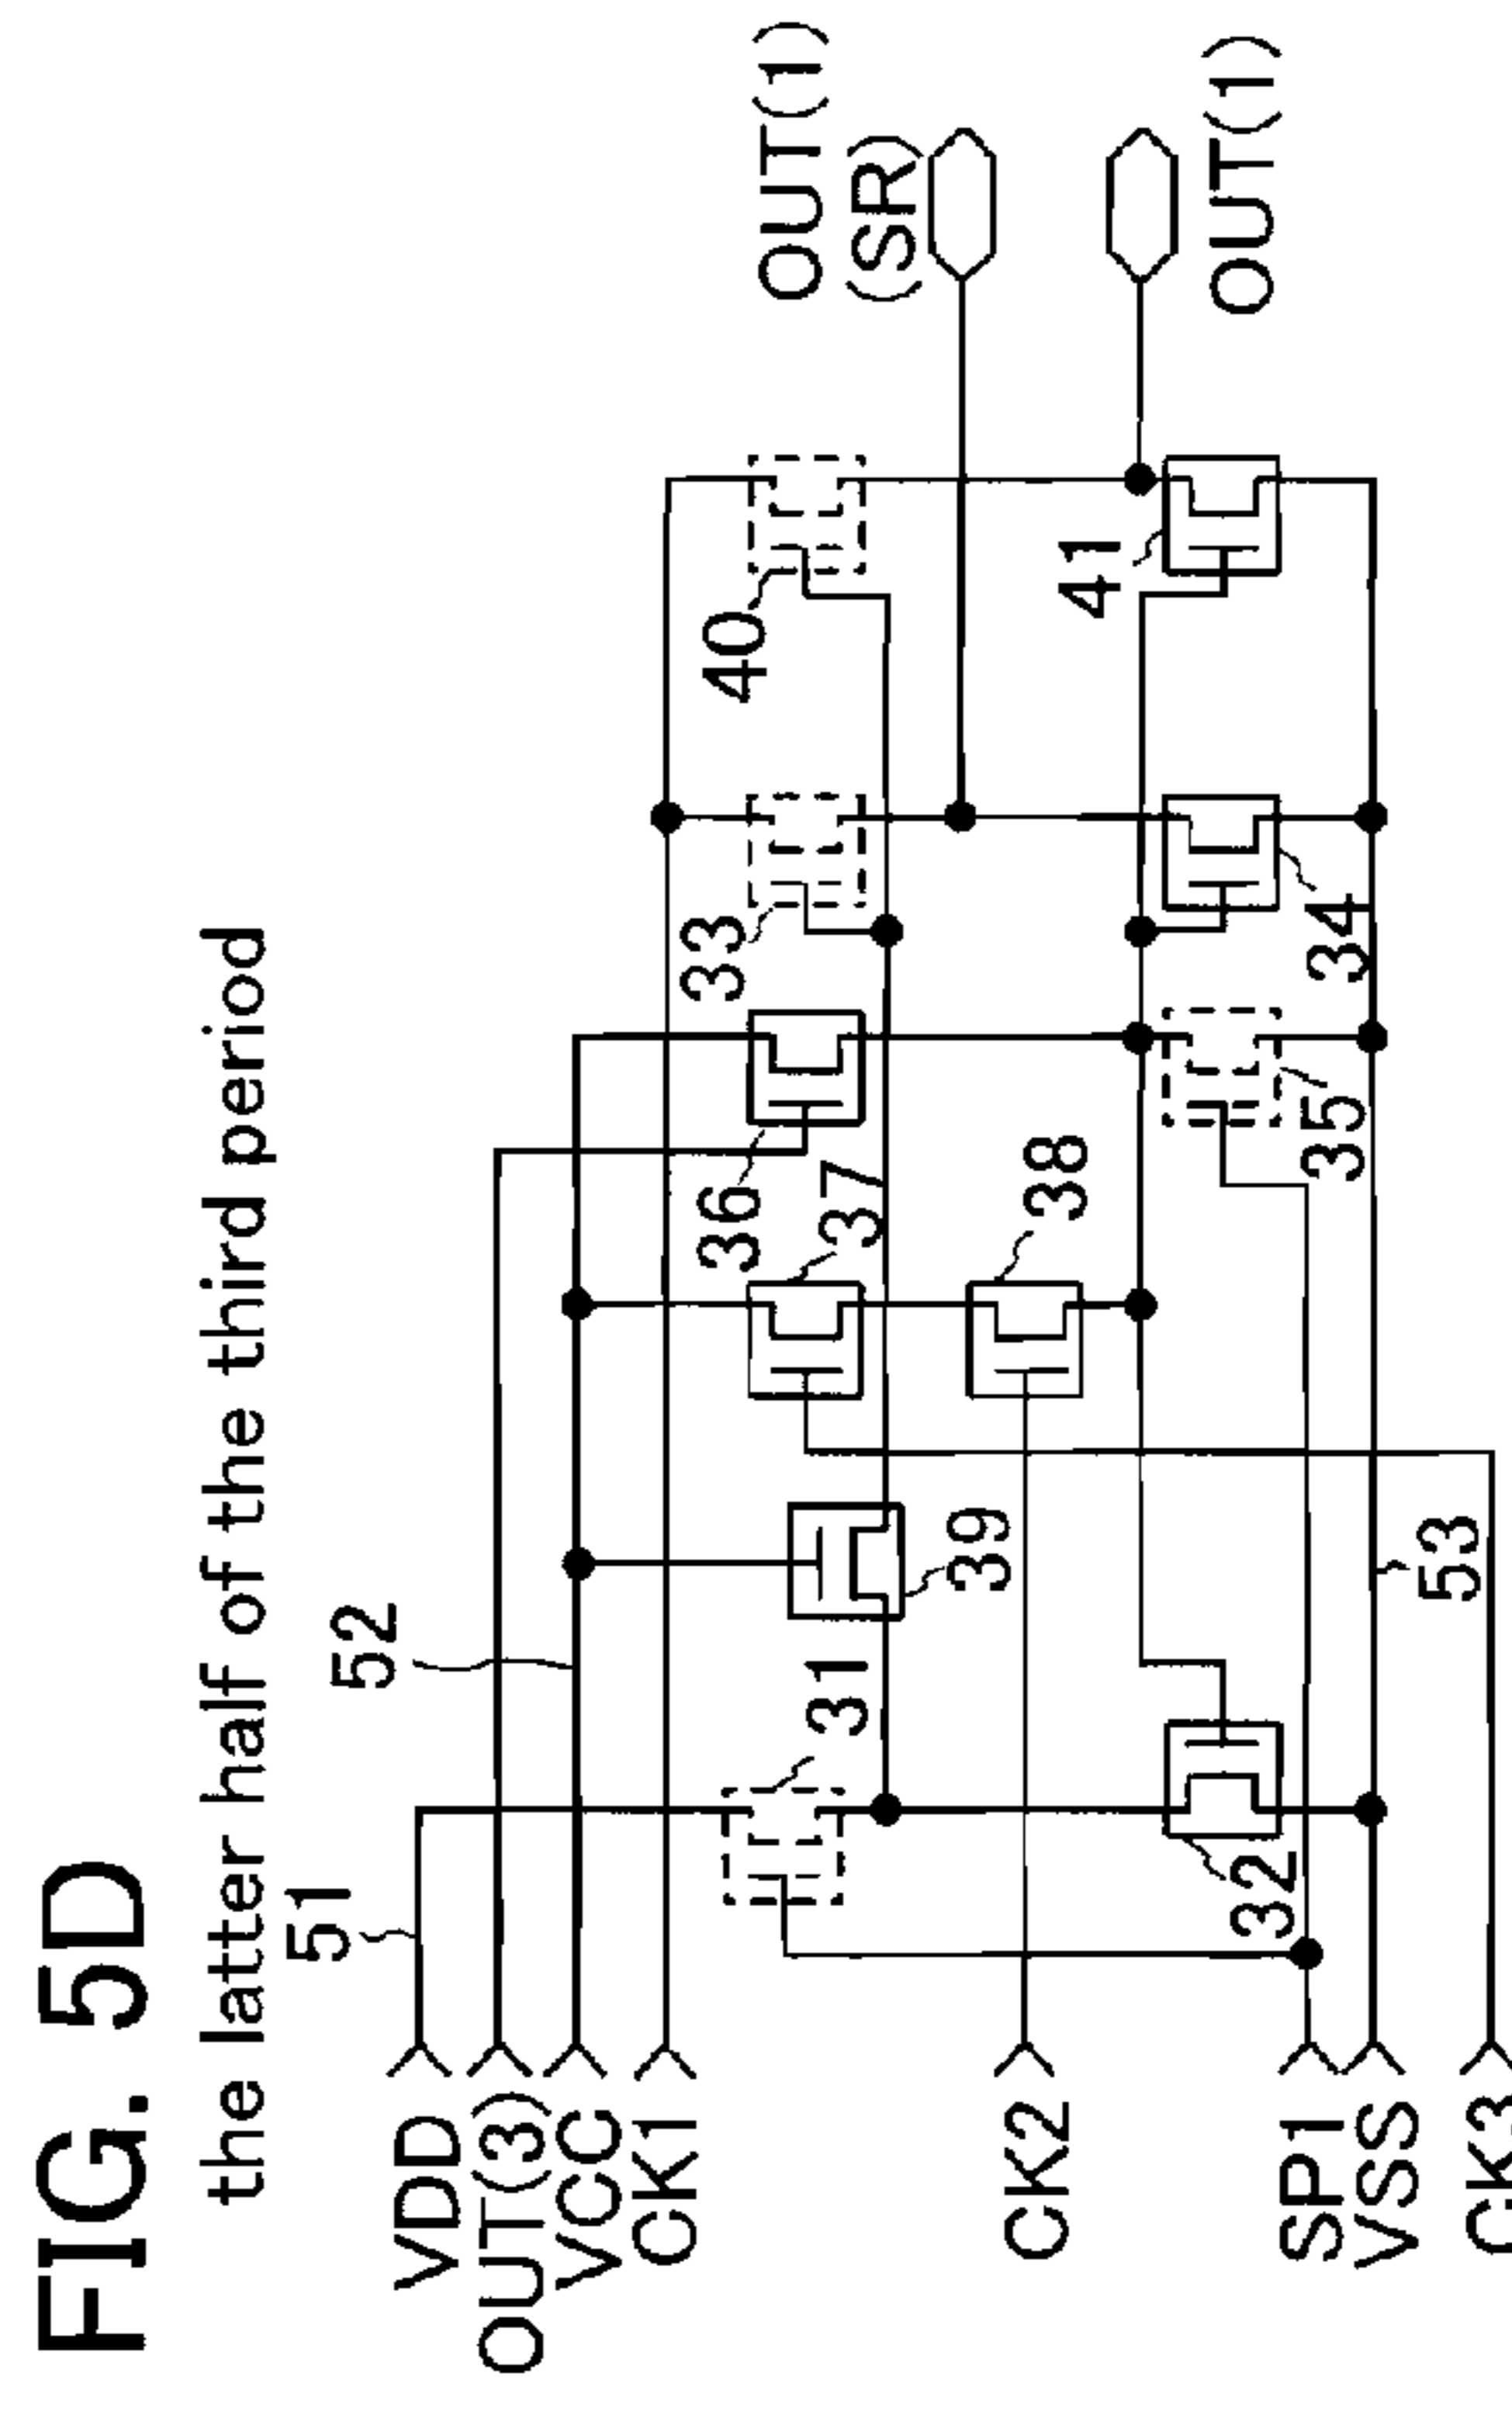 FIG. 5D
the latter half of the third period
51
52
VDD
OUT(3)
VCC
CK1
CK2
SP1
VSS
CK3
31
32
39
53
37
36
38
35
33
34
40
41
OUT(1)
(SR)
OUT(1)